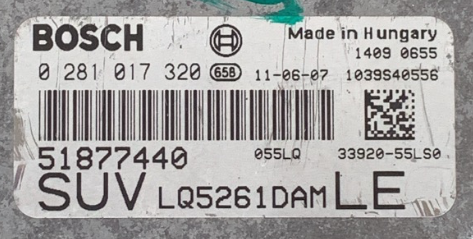 BOSCH Made in Hungary
1409 0655
0 281 017 320 658 11-06-07 1039S40556
51877440 055LQ 33920-55LS0
SUV LQ5261DAM LE